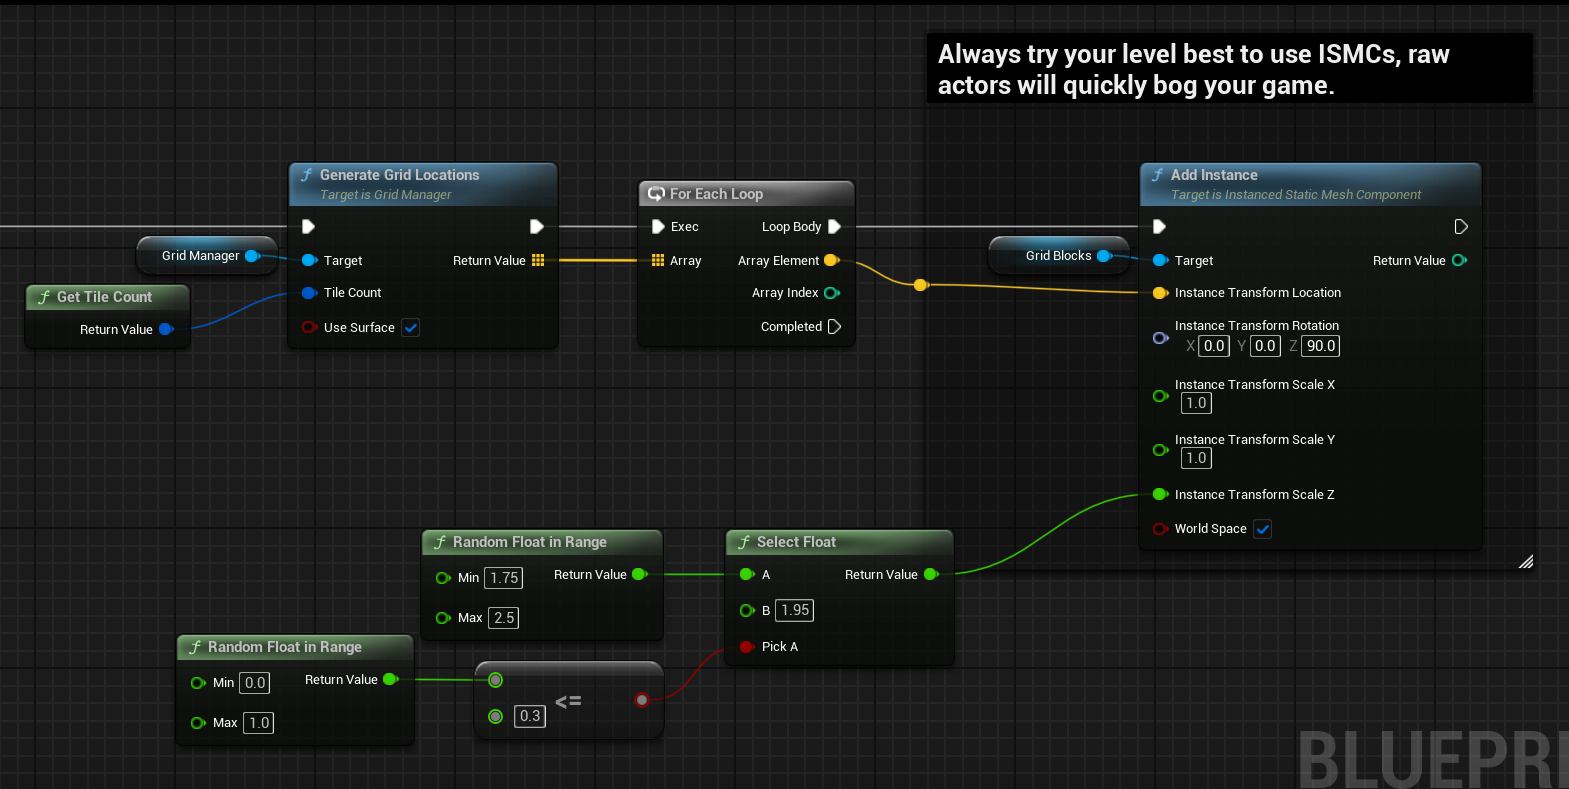 Always try your level best to use ISMCs, raw
actors will quickly bog your game.
Generate Grid Locations
Target is Grid Manager
Grid Manager
Target
Return Value
Tile Count
Use Surface
Get Tile Count
Return Value
For Each Loop
Exec
Loop Body
Array
Array Element
Array Index
Completed
Add Instance
Target is Instanced Static Mesh Component
Grid Blocks
Target
Return Value
Instance Transform Location
Instance Transform Rotation
X 0.0 Y 0.0 Z 90.0
Instance Transform Scale X
1.0
Instance Transform Scale Y
1.0
Instance Transform Scale Z
World Space
Random Float in Range
Min 1.75
Return Value
Max 2.5
Select Float
A
Return Value
B 1.95
Pick A
Random Float in Range
Min 0.0
Return Value
Max 1.0
<=
0.3
BLUEPRI